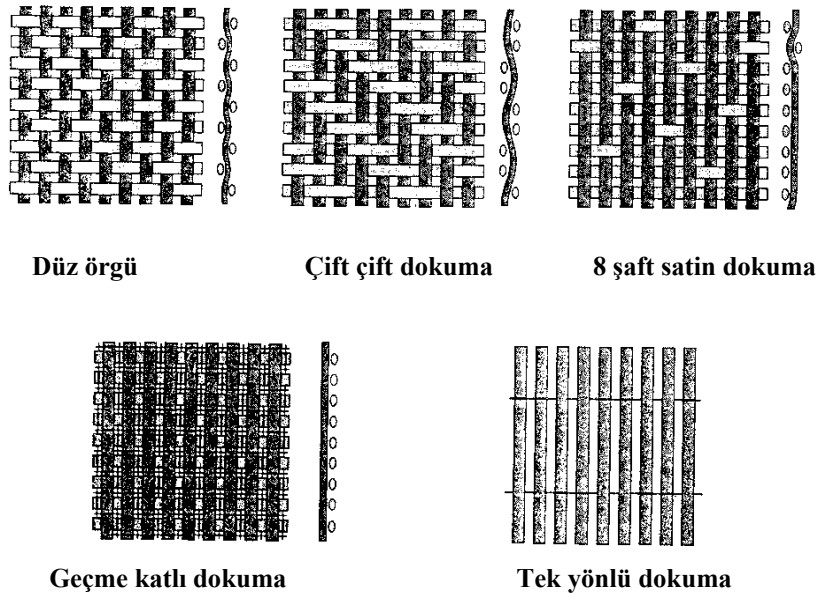 Düz örgü
Çift çift dokuma
8 şaft satin dokuma
Geçme katlı dokuma
Tek yönlü dokuma